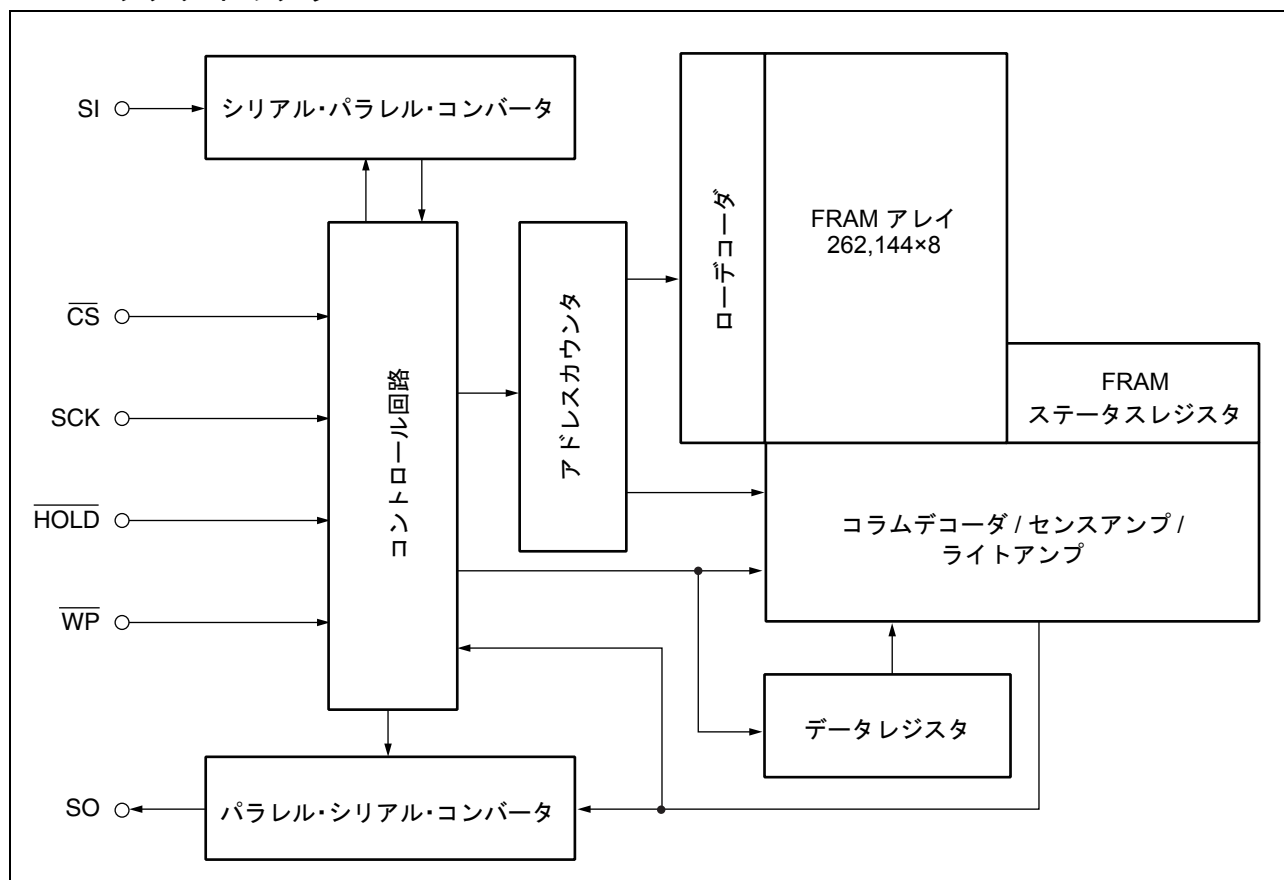 SI
シリアル・パラレル・コンバータ
CS
SCK
HOLD
WP
SO
コントロール回路
アドレスカウンタ
ローデコーダ
FRAM アレイ
262,144×8
FRAM
ステータスレジスタ
コラムデコーダ / センスアンプ /
ライトアンプ
データレジスタ
パラレル・シリアル・コンバータ